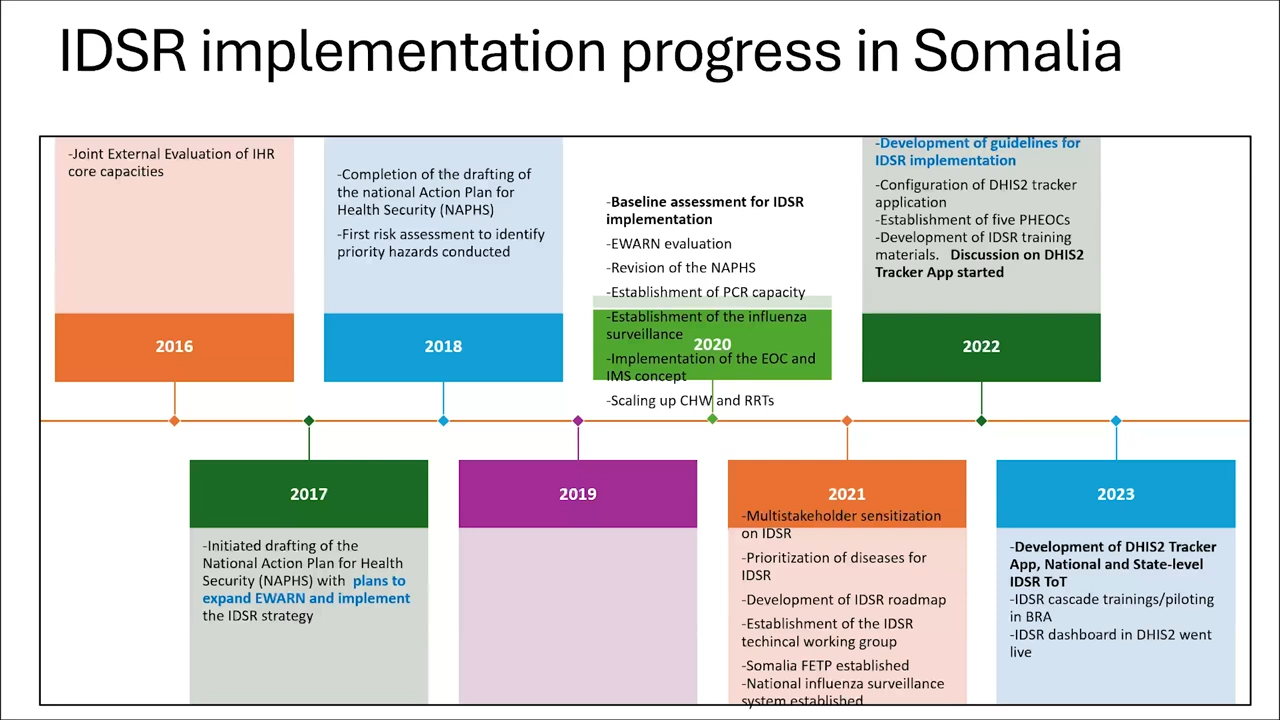 IDSR implementation progress in Somalia
-Joint External Evaluation of IHR
core capacities
2016
-Completion of the drafting of
the national Action Plan for
Health Security (NAPHS)
-First risk assessment to identify
priority hazards conducted
2018
-Baseline assessment for IDSR
implementation
-EWARN evaluation
-Revision of the NAPHS
-Establishment of PCR capacity
-Establishment of the influenza
surveillance
2020
-Implementation of the EOC and
IMS concept
-Scaling up CHW and RRTs
-Development of guidelines for
IDSR implementation
-Configuration of DHIS2 tracker
application
-Establishment of five PHEOCs
-Development of IDSR training
materials. Discussion on DHIS2
Tracker App started
2022
2017
-Initiated drafting of the
National Action Plan for Health
Security (NAPHS) with plans to
expand EWARN and implement
the IDSR strategy
2019
2021
-Multistakeholder sensitization
on IDSR
-Prioritization of diseases for
IDSR
-Development of IDSR roadmap
-Establishment of the IDSR
techincal working group
-Somalia FETP established
-National influenza surveillance
system established
2023
-Development of DHIS2 Tracker
App, National and State-level
IDSR ToT
-IDSR cascade trainings/piloting
in BRA
-IDSR dashboard in DHIS2 went
live